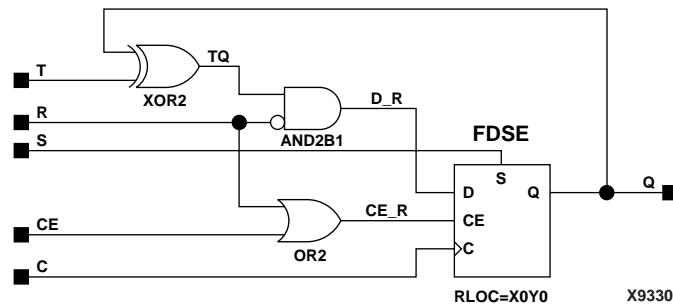 T
TQ
XOR2
R
D_R
AND2B1
FDSE
S
S
D
Q
Q
CE
CE_R
CE
OR2
C
C
RLOC=X0Y0
X9330